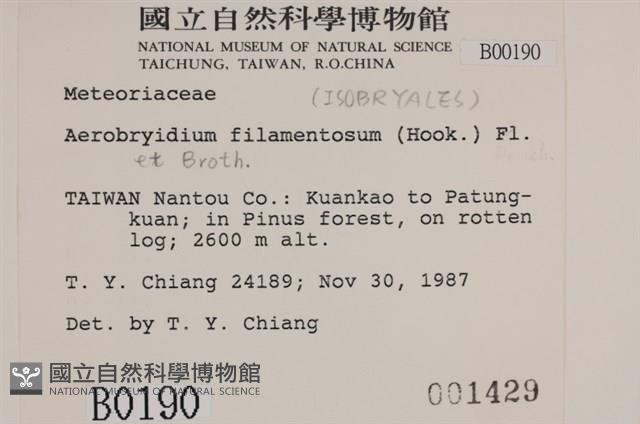 國立自然科學博物館
NATIONAL MUSEUM OF NATURAL SCIENCE
TAICHUNG, TAIWAN, R.O.CHINA
B00190
Meteoriaceae (ISOBRYALES)
Aerobryidium filamentosum (Hook.) Fl.
et Broth.
TAIWAN Nantou Co.: Kuankao to Patung-
kuan; in Pinus forest, on rotten
log; 2600 m alt.
T. Y. Chiang 24189; Nov 30, 1987
Det. by T. Y. Chiang
國立自然科學博物館
NATIONAL MUSEUM OF NATURAL SCIENCE
B0190
001429